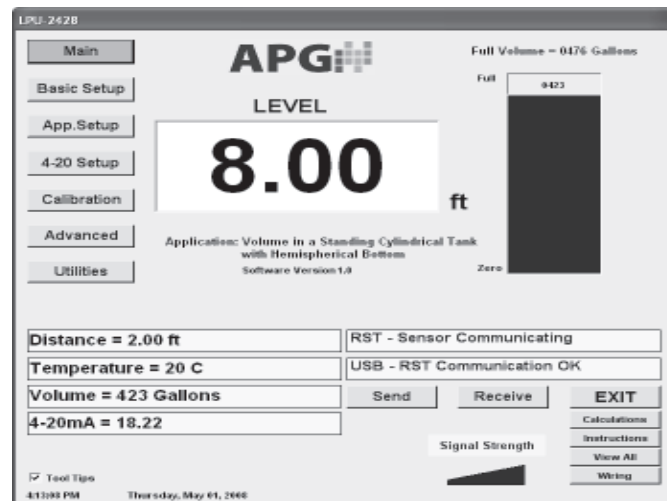 LPU-2428
Main
Basic Setup
App.Setup
4-20 Setup
Calibration
Advanced
Utilities
APG
LEVEL
8.00
ft
Application: Volume in a Standing Cylindrical Tank
with Hemispherical Bottom
Software Version 1.0
Full Volume = 0476 Gallons
Full
0423
Zero
Distance = 2.00 ft
Temperature = 20 C
Volume = 423 Gallons
4-20mA = 18.22
RST - Sensor Communicating
USB - RST Communication OK
Send
Receive
EXIT
Calculations
Instructions
View All
Wiring
Signal Strength
Tool Tips
4:13:03 PM Thursday, May 01, 2008